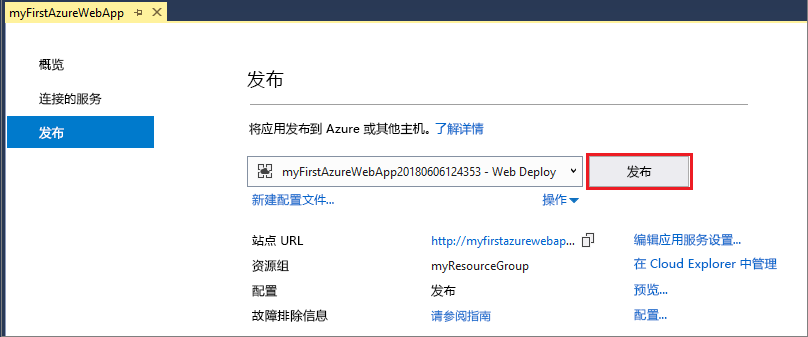 myFirstAzureWebApp
概览
连接的服务
发布
发布
将应用发布到 Azure 或其他主机。了解详情
myFirstAzureWebApp20180606124353 - Web Deploy 发布
新建配置文件... 操作
站点 URL http://myfirstazurewebap... 编辑应用服务设置...
资源组 myResourceGroup 在 Cloud Explorer 中管理
配置 发布 预览...
故障排除信息 请参阅指南 配置...